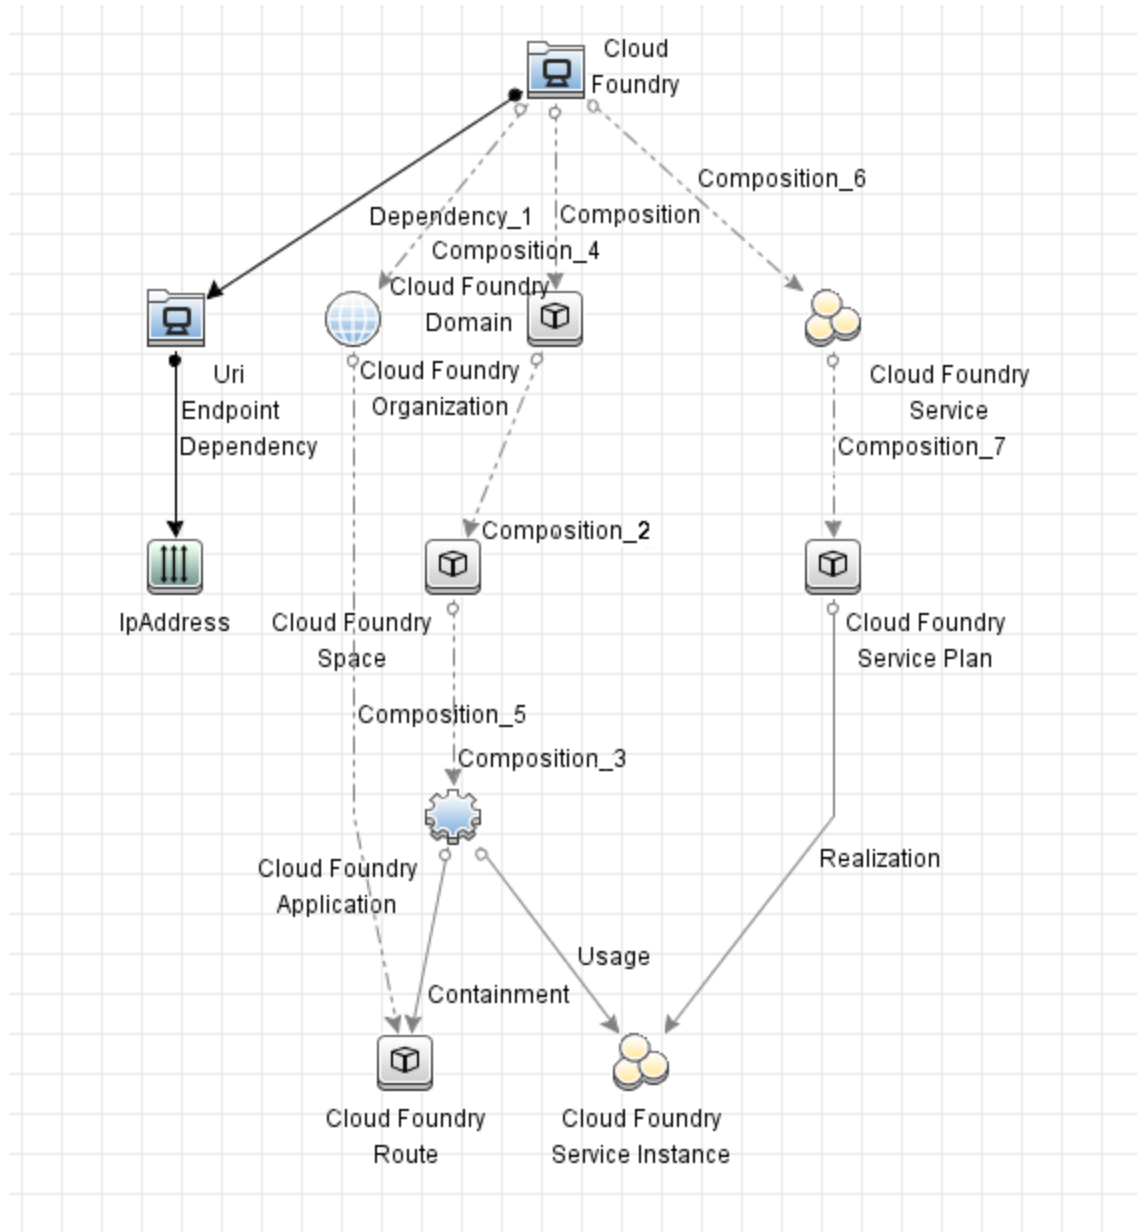 Cloud
Foundry
Composition_6
Dependency_1
Composition
Composition_4
Cloud Foundry
Domain
Uri
Endpoint
Dependency
Cloud Foundry
Organization
Cloud Foundry
Service
Composition_7
Composition_2
IpAddress
Cloud Foundry
Space
Cloud Foundry
Service Plan
Composition_5
Composition_3
Cloud Foundry
Application
Realization
Usage
Containment
Cloud Foundry
Route
Cloud Foundry
Service Instance